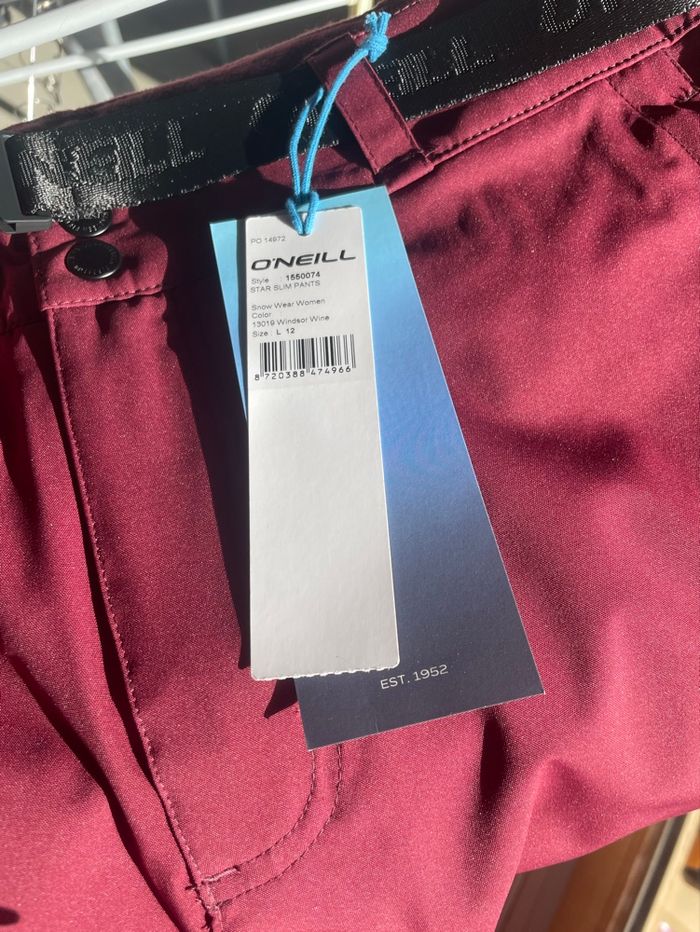 O'NEILL
PO 14972
O'NEILL
Style : 1550074
STAR SLIM PANTS
Snow Wear Women
Color
13019 Windsor Wine
Size : L 12
8 720388 474966
EST. 1952